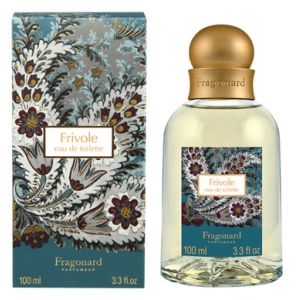 Frivole
eau de toilette
Fragonard
PARFUMEUR
100 ml
3.3 fl.oz
Fragonard
Frivole
eau de toilette
100 ml
3.3 fl.oz
Fragonard
PARFUMEUR